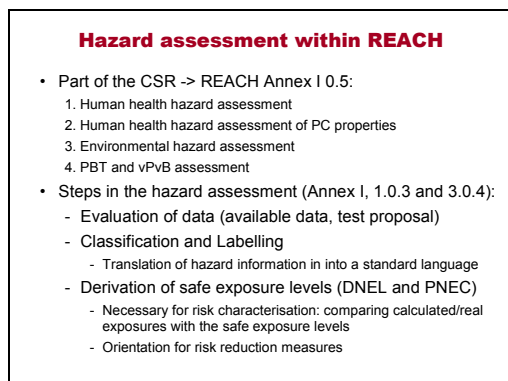 Hazard assessment within REACH
• Part of the CSR -> REACH Annex I 0.5:
1. Human health hazard assessment
2. Human health hazard assessment of PC properties
3. Environmental hazard assessment
4. PBT and vPvB assessment
• Steps in the hazard assessment (Annex I, 1.0.3 and 3.0.4):
- Evaluation of data (available data, test proposal)
- Classification and Labelling
- Translation of hazard information in into a standard language
- Derivation of safe exposure levels (DNEL and PNEC)
- Necessary for risk characterisation: comparing calculated/real
exposures with the safe exposure levels
- Orientation for risk reduction measures